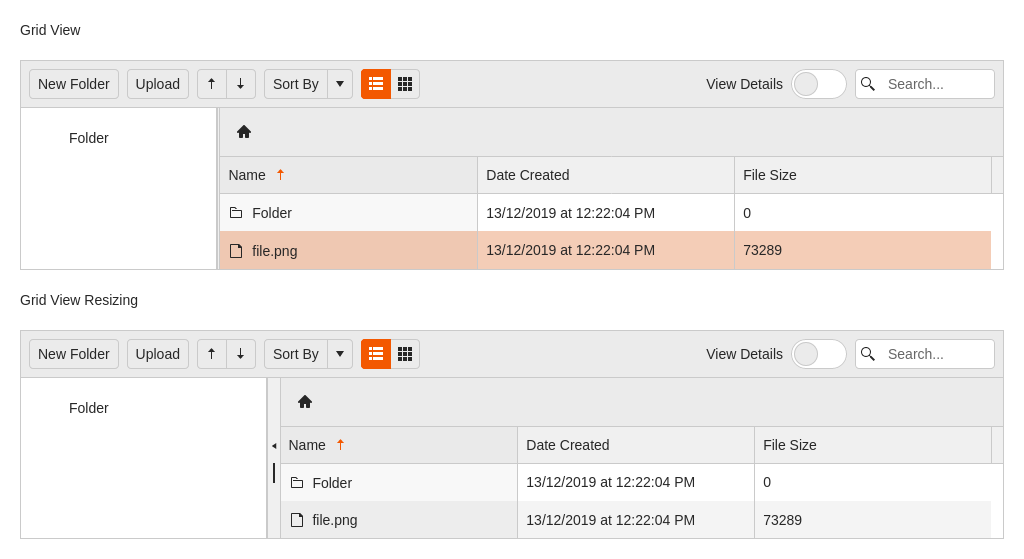 Grid View
New Folder Upload Sort By View Details Search...
Folder
Name Date Created File Size
Folder 13/12/2019 at 12:22:04 PM 0
file.png 13/12/2019 at 12:22:04 PM 73289
Grid View Resizing
New Folder Upload Sort By View Details Search...
Folder
Name Date Created File Size
Folder 13/12/2019 at 12:22:04 PM 0
file.png 13/12/2019 at 12:22:04 PM 73289